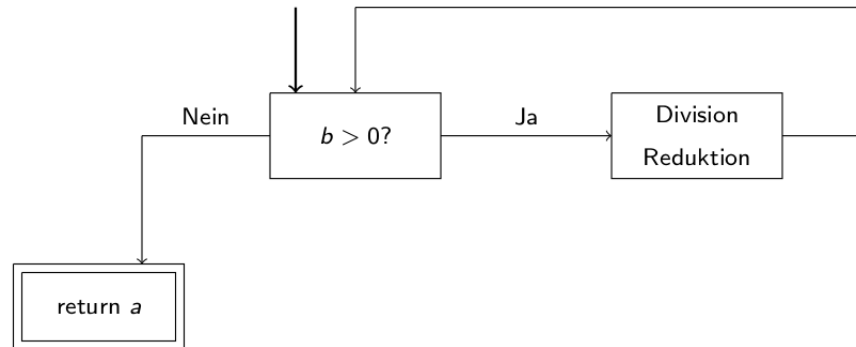 Nein
b > 0?
Ja
Division
Reduktion
return a